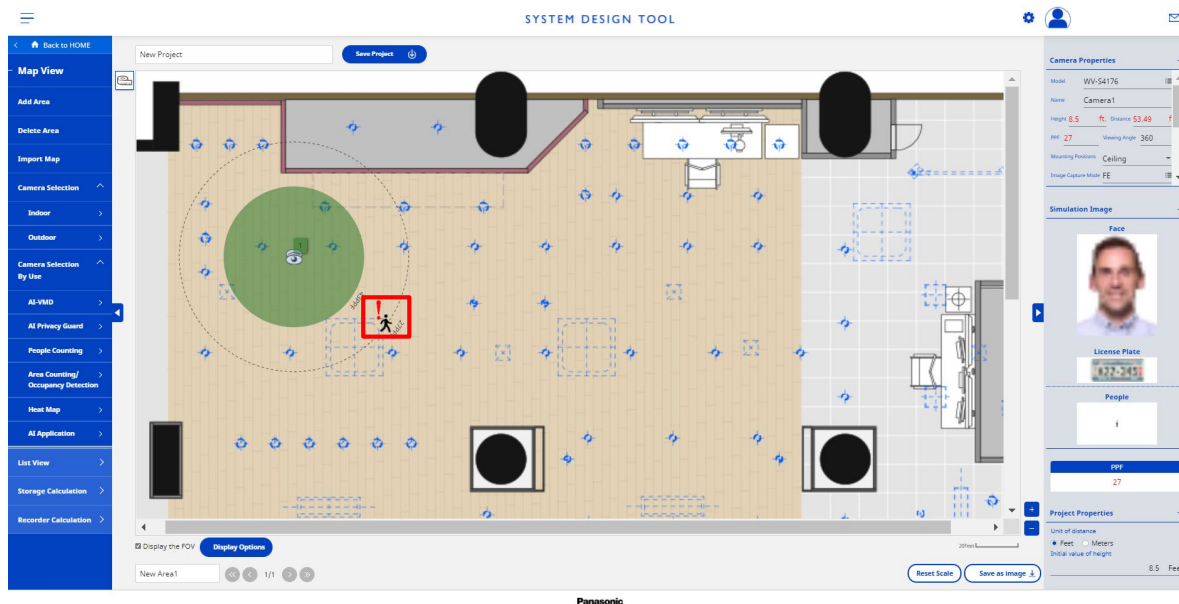 SYSTEM DESIGN TOOL
Back to HOME
Map View
Add Area
Delete Area
Import Map
Camera Selection
Indoor
Outdoor
Camera Selection
By Use
AI-VMD
AI Privacy Guard
People Counting
Area Counting/
Occupancy Detection
Heat Map
AI Application
List View
Storage Calculation
Recorder Calculation
New Project
Save Project
1
27PPF
!
Display the FOV
Display Options
20Feet
New Area1
1/1
Reset Scale
Save as image
Camera Properties
Model WV-S4176
Name Camera1
Height 8.5 ft. Distance 53.49 f
PPF 27 Viewing Angle 360
Mounting Positions Ceiling
Image Capture Mode FE
Simulation Image
Face
License Plate
People
PPF
27
Project Properties
Unit of distance
Feet Meters
Initial value of height
8.5 Fee
Panasonic